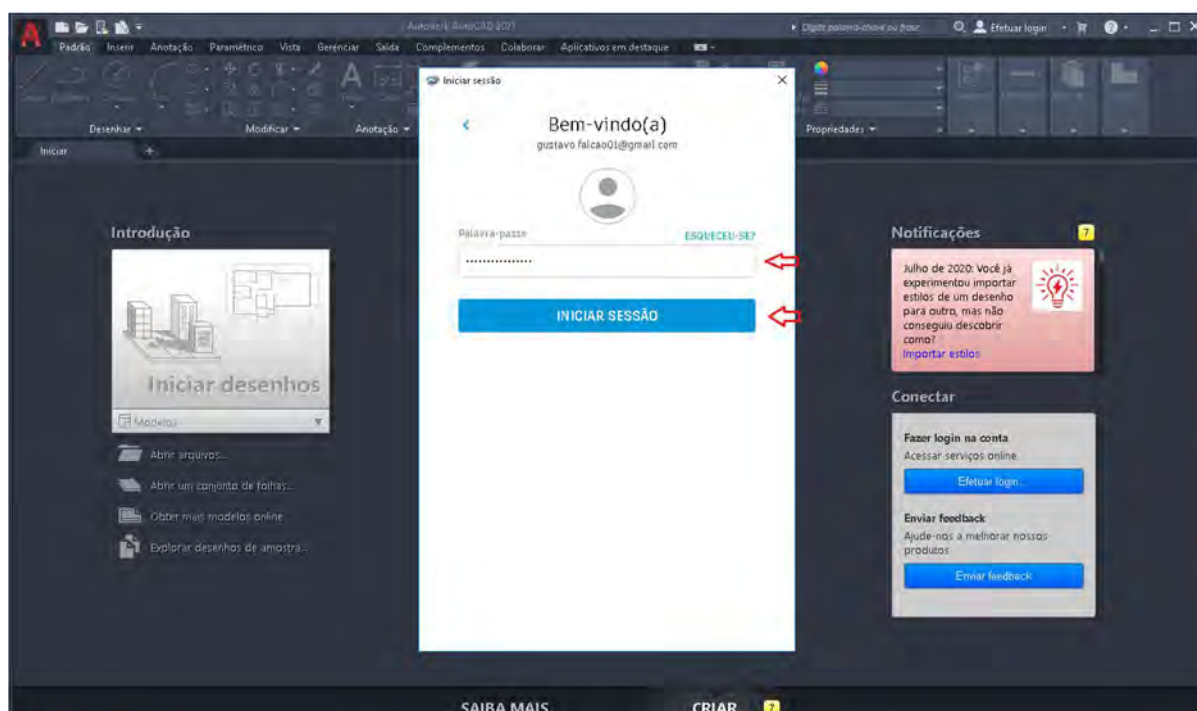 Autodesk AutoCAD 2021
Digite palavra-chave ou frase
Efetuar login
Padrão Inserir Anotação Paramétrico Vista Gerenciar Saída Complementos Colaborar Aplicativos em destaque
Desenhar
Modificar
Anotação
Propriedades
Iniciar
Iniciar sessão
Bem-vindo(a)
gustavo.falcao01@gmail.com
Palavra-passe
ESQUECEU-SE?
INICIAR SESSÃO
Introdução
Iniciar desenhos
Modelos
Abrir arquivos...
Abrir um conjunto de folhas...
Obter mais modelos online
Explorar desenhos de amostra...
Notificações
7
Julho de 2020: Você já
experimentou importar
estilos de um desenho
para outro, mas não
conseguiu descobrir
como?
Importar estilos
Conectar
Fazer login na conta
Acessar serviços online
Efetuar login...
Enviar feedback
Ajude-nos a melhorar nossos
produtos
Enviar feedback
SAIBA MAIS
CRIAR
7